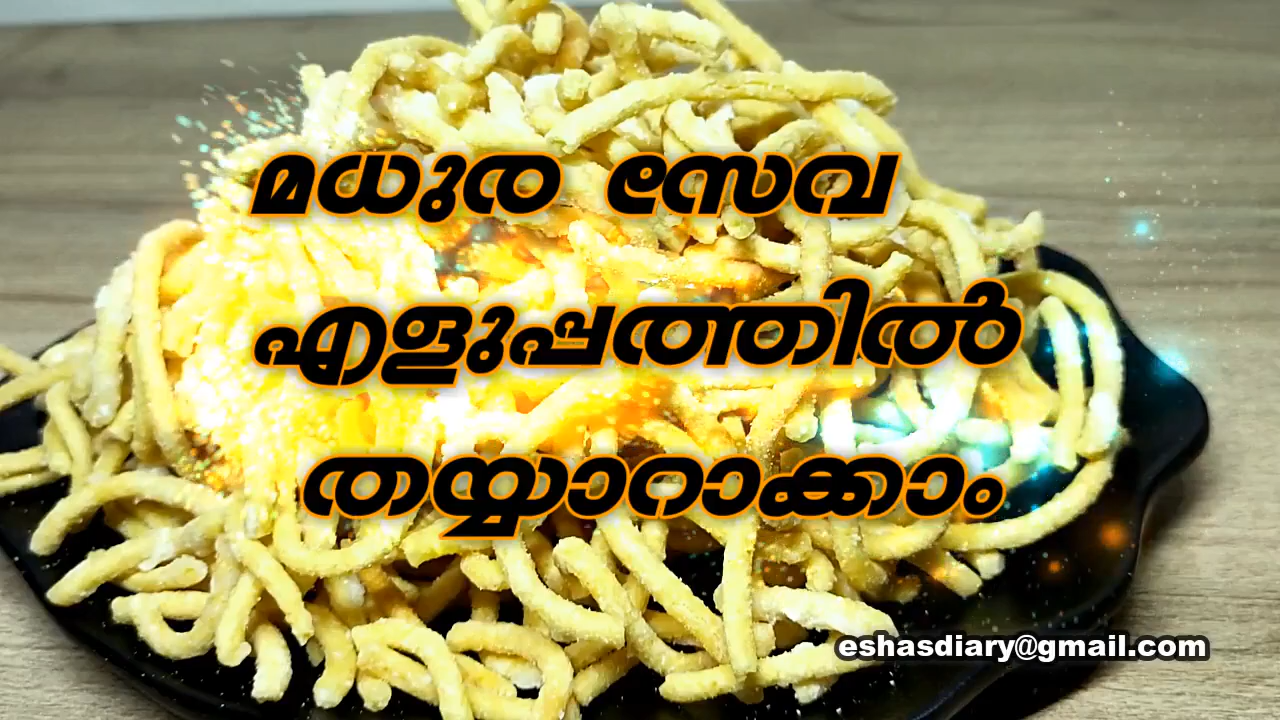 മധുര സേവ
എളുപ്പത്തിൽ
തയ്യാറാക്കാം
eshasdiary@gmail.com